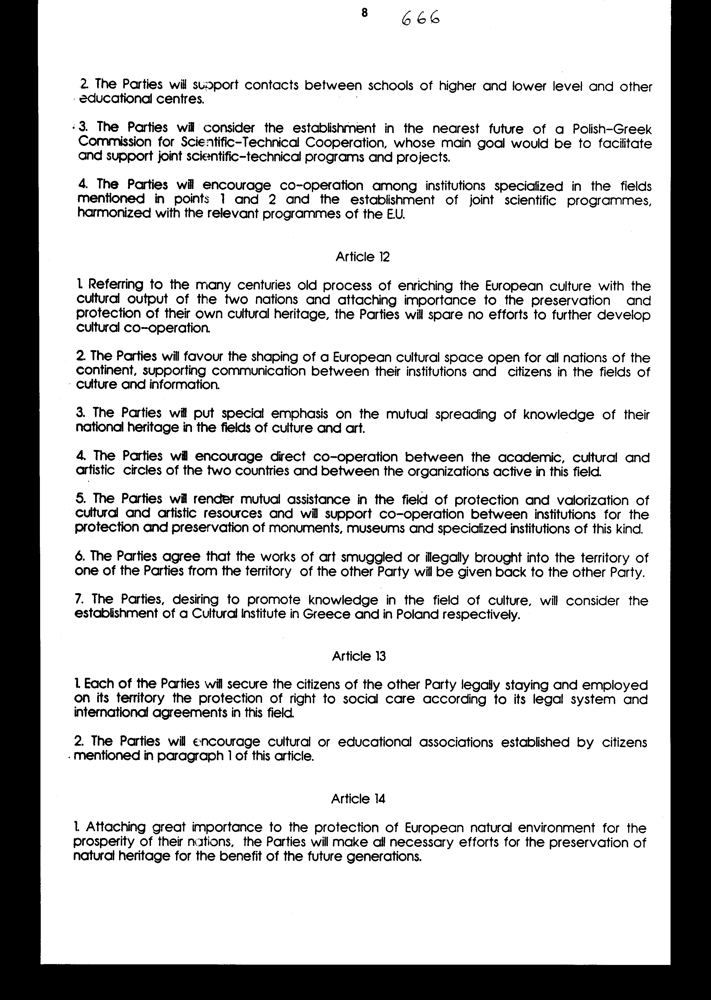 8 666
2. The Parties will support contacts between schools of higher and lower level and other
educational centres.
3. The Parties will consider the establishment in the nearest future of a Polish-Greek
Commission for Scientific-Technical Cooperation, whose main goal would be to facilitate
and support joint scientific-technical programs and projects.
4. The Parties will encourage co-operation among institutions specialized in the fields
mentioned in points 1 and 2 and the establishment of joint scientific programmes,
harmonized with the relevant programmes of the E.U.
Article 12
1. Referring to the many centuries old process of enriching the European culture with the
cultural output of the two nations and attaching importance to the preservation and
protection of their own cultural heritage, the Parties will spare no efforts to further develop
cultural co-operation.
2. The Parties will favour the shaping of a European cultural space open for all nations of the
continent, supporting communication between their institutions and citizens in the fields of
culture and information.
3. The Parties will put special emphasis on the mutual spreading of knowledge of their
national heritage in the fields of culture and art.
4. The Parties will encourage direct co-operation between the academic, cultural and
artistic circles of the two countries and between the organizations active in this field.
5. The Parties will render mutual assistance in the field of protection and valorization of
cultural and artistic resources and will support co-operation between institutions for the
protection and preservation of monuments, museums and specialized institutions of this kind.
6. The Parties agree that the works of art smuggled or illegally brought into the territory of
one of the Parties from the territory of the other Party will be given back to the other Party.
7. The Parties, desiring to promote knowledge in the field of culture, will consider the
establishment of a Cultural Institute in Greece and in Poland respectively.
Article 13
1. Each of the Parties will secure the citizens of the other Party legally staying and employed
on its territory the protection of right to social care according to its legal system and
international agreements in this field.
2. The Parties will encourage cultural or educational associations established by citizens
mentioned in paragraph 1 of this article.
Article 14
1. Attaching great importance to the protection of European natural environment for the
prosperity of their nations, the Parties will make all necessary efforts for the preservation of
natural heritage for the benefit of the future generations.